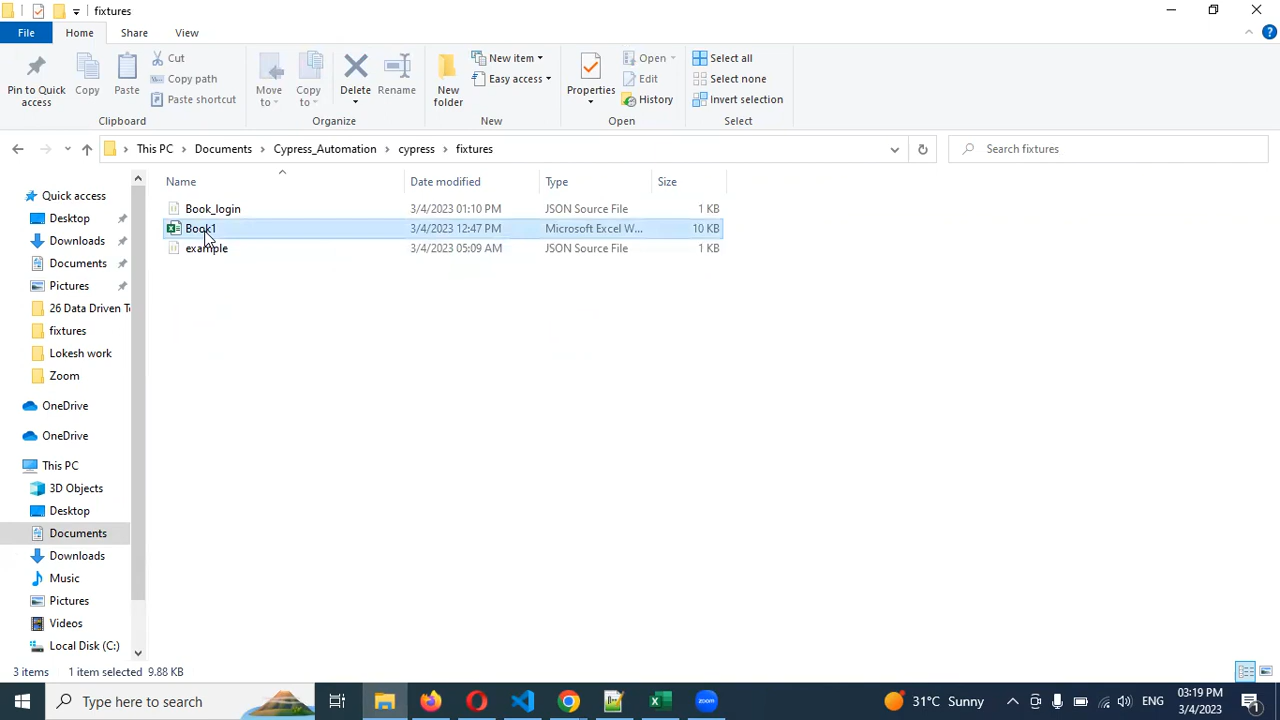 fixtures
File
Home
Share
View
Pin to Quick access
Copy
Paste
Cut
Copy path
Paste shortcut
Clipboard
Move to
Copy to
Delete
Rename
Organize
New folder
New item
Easy access
New
Properties
Open
Edit
History
Open
Select all
Select none
Invert selection
Select
This PC > Documents > Cypress_Automation > cypress > fixtures
Search fixtures
Name Date modified Type Size
Book_login 3/4/2023 01:10 PM JSON Source File 1 KB
Book1 3/4/2023 12:47 PM Microsoft Excel W... 10 KB
example 3/4/2023 05:09 AM JSON Source File 1 KB
Quick access
Desktop
Downloads
Documents
Pictures
26 Data Driven T
fixtures
Lokesh work
Zoom
OneDrive
OneDrive
This PC
3D Objects
Desktop
Documents
Downloads
Music
Pictures
Videos
Local Disk (C:)
3 items 1 item selected 9.88 KB
Type here to search
zoom
31°C Sunny
ENG
03:19 PM
3/4/2023
1